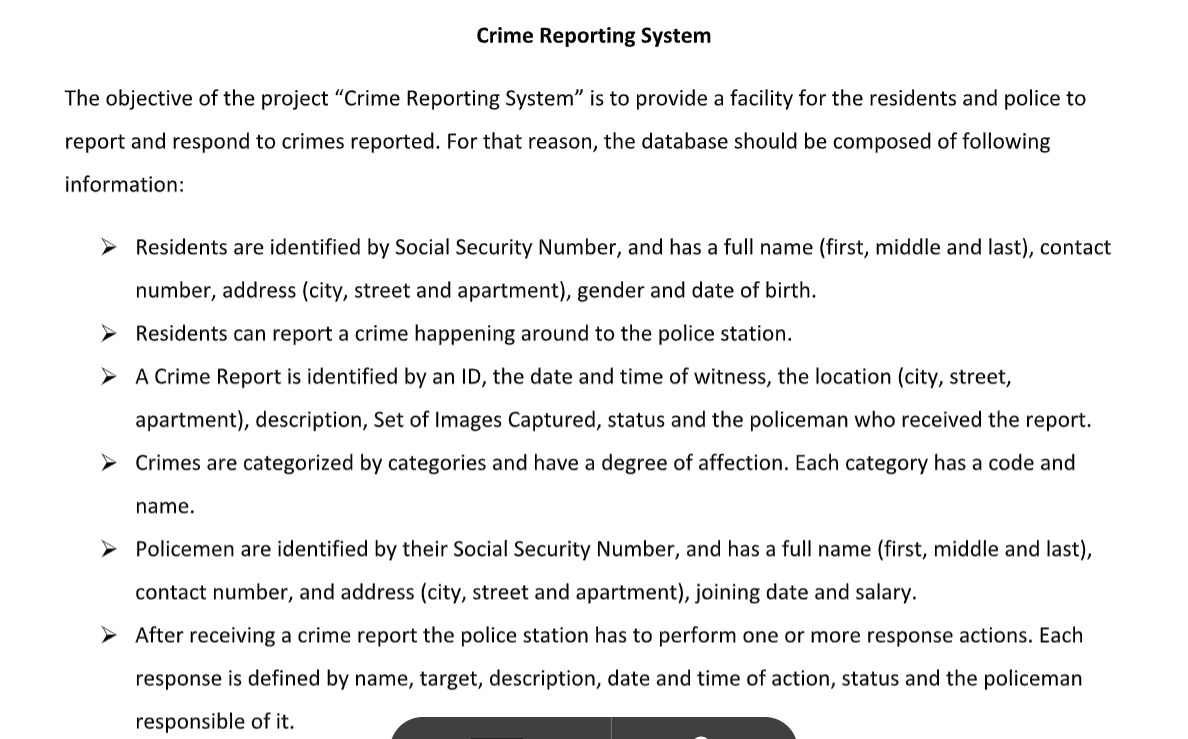 Crime Reporting System
The objective of the project “Crime Reporting System” is to provide a facility for the residents and police to
report and respond to crimes reported. For that reason, the database should be composed of following
information:
➢ Residents are identified by Social Security Number, and has a full name (first, middle and last), contact
number, address (city, street and apartment), gender and date of birth.
➢ Residents can report a crime happening around to the police station.
➢ A Crime Report is identified by an ID, the date and time of witness, the location (city, street,
apartment), description, Set of Images Captured, status and the policeman who received the report.
➢ Crimes are categorized by categories and have a degree of affection. Each category has a code and
name.
➢ Policemen are identified by their Social Security Number, and has a full name (first, middle and last),
contact number, and address (city, street and apartment), joining date and salary.
➢ After receiving a crime report the police station has to perform one or more response actions. Each
response is defined by name, target, description, date and time of action, status and the policeman
responsible of it.